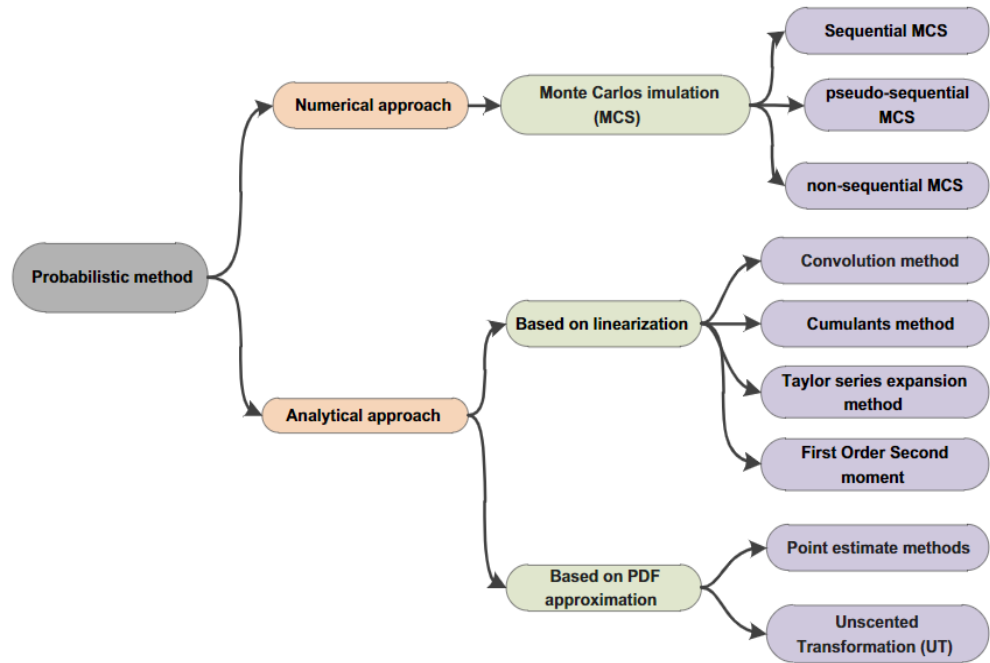 Probabilistic method
Numerical approach
Monte Carlos imulation
(MCS)
Sequential MCS
pseudo-sequential
MCS
non-sequential MCS
Analytical approach
Based on linearization
Convolution method
Cumulants method
Taylor series expansion
method
First Order Second
moment
Based on PDF
approximation
Point estimate methods
Unscented
Transformation (UT)